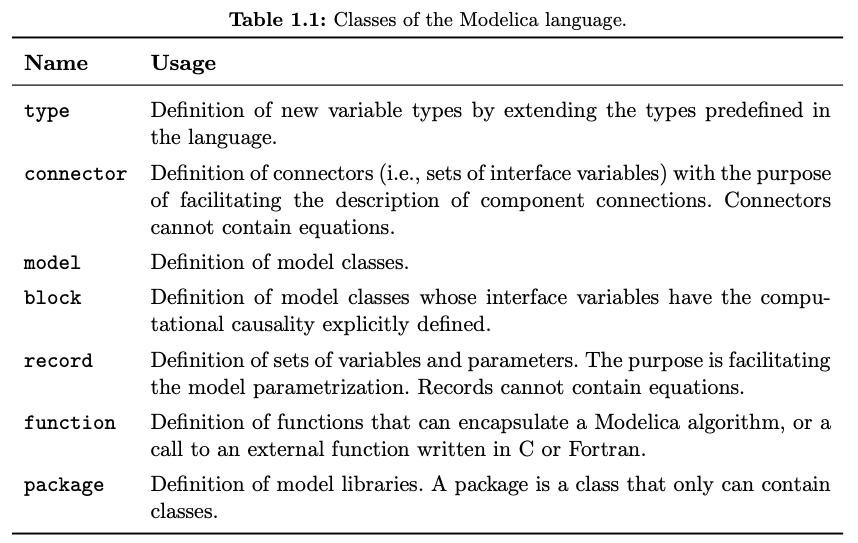 Table 1.1: Classes of the Modelica language.
Name Usage
type Definition of new variable types by extending the types predefined in
the language.
connector Definition of connectors (i.e., sets of interface variables) with the purpose
of facilitating the description of component connections. Connectors
cannot contain equations.
model Definition of model classes.
block Definition of model classes whose interface variables have the compu-
tational causality explicitly defined.
record Definition of sets of variables and parameters. The purpose is facilitating
the model parametrization. Records cannot contain equations.
function Definition of functions that can encapsulate a Modelica algorithm, or a
call to an external function written in C or Fortran.
package Definition of model libraries. A package is a class that only can contain
classes.